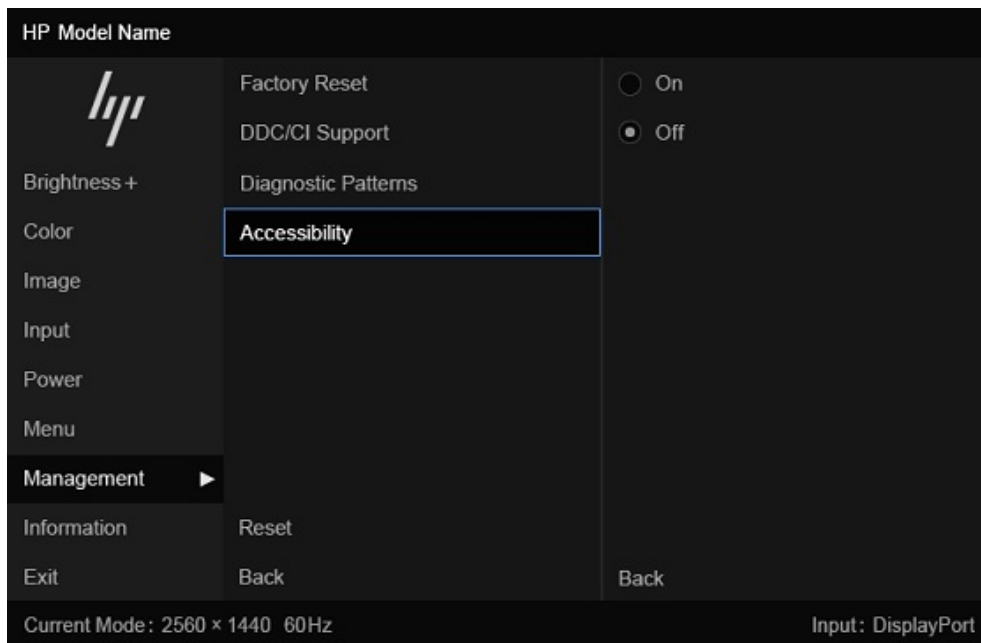 HP Model Name
hp
Brightness+
Color
Image
Input
Power
Menu
Management
Information
Exit
Factory Reset
DDC/CI Support
Diagnostic Patterns
Accessibility
Reset
Back
On
Off
Back
Current Mode: 2560 × 1440 60Hz
Input: DisplayPort